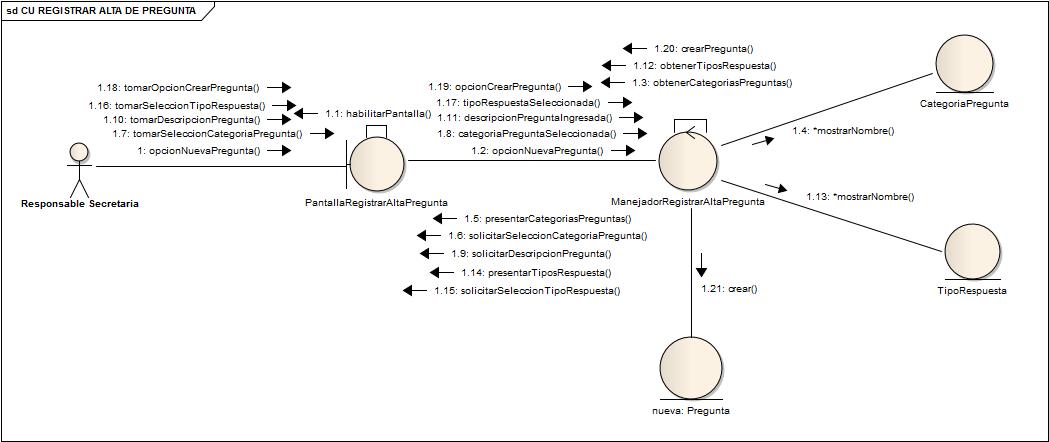 sd CU REGISTRAR ALTA DE PREGUNTA
1.20: crearPregunta()
1.12: obtenerTiposRespuesta()
1.3: obtenerCategoriasPreguntas()
1.18: tomarOpcionCrearPregunta()
1.16: tomarSeleccionTipoRespuesta()
1.10: tomarDescripcionPregunta()
1.7: tomarSeleccionCategoriaPregunta()
1: opcionNuevaPregunta()
1.1: habilitarPantalla()
1.19: opcionCrearPregunta()
1.17: tipoRespuestaSeleccionada()
1.11: descripcionPreguntaIngresada()
1.8: categoriaPreguntaSeleccionada()
1.2: opcionNuevaPregunta()
CategoriaPregunta
1.4: *mostrarNombre()
Responsable Secretaria
PantallaRegistrarAltaPregunta
ManejadorRegistrarAltaPregunta
1.13: *mostrarNombre()
1.5: presentarCategoriasPreguntas()
1.6: solicitarSeleccionCategoriaPregunta()
1.9: solicitarDescripcionPregunta()
1.14: presentarTiposRespuesta()
1.15: solicitarSeleccionTipoRespuesta()
1.21: crear()
TipoRespuesta
nueva: Pregunta